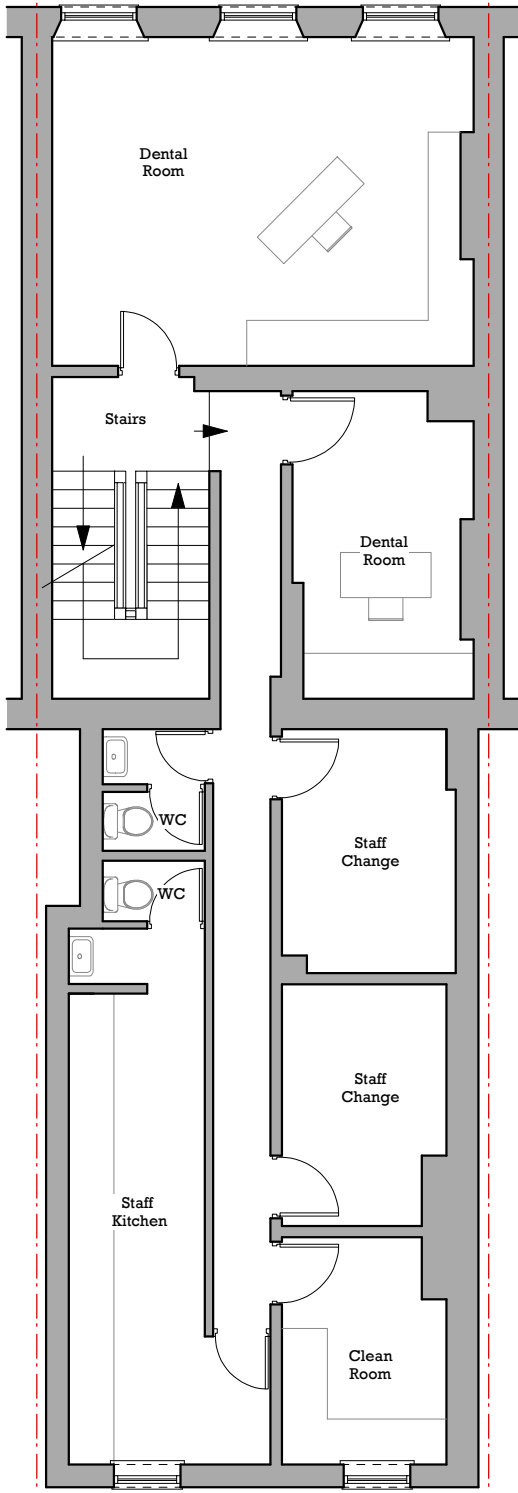 Dental
Room
Stairs
Dental
Room
WC
Staff
Change
WC
Staff
Change
Staff
Kitchen
Clean
Room